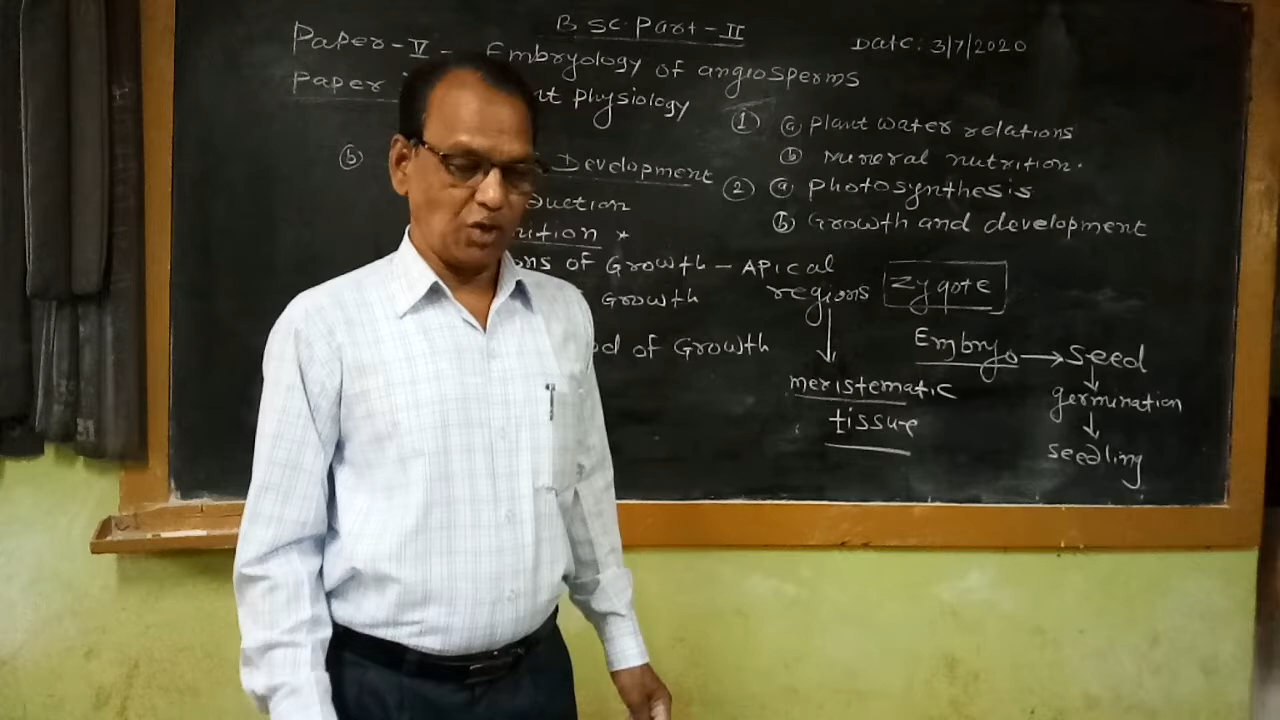 B SC. Part - II
Date: 3/7/2020
Paper - V - Embryology of angiosperms
Paper physiology
① ⓐ Plant water relations
ⓑ Mineral nutrition.
② ⓐ Photosynthesis
ⓑ Growth and development
ⓑ Development
of Growth - Apical
regions
Growth
of Growth
meristematic
tissue
Zygote
Embryo → seed
germination
seedling